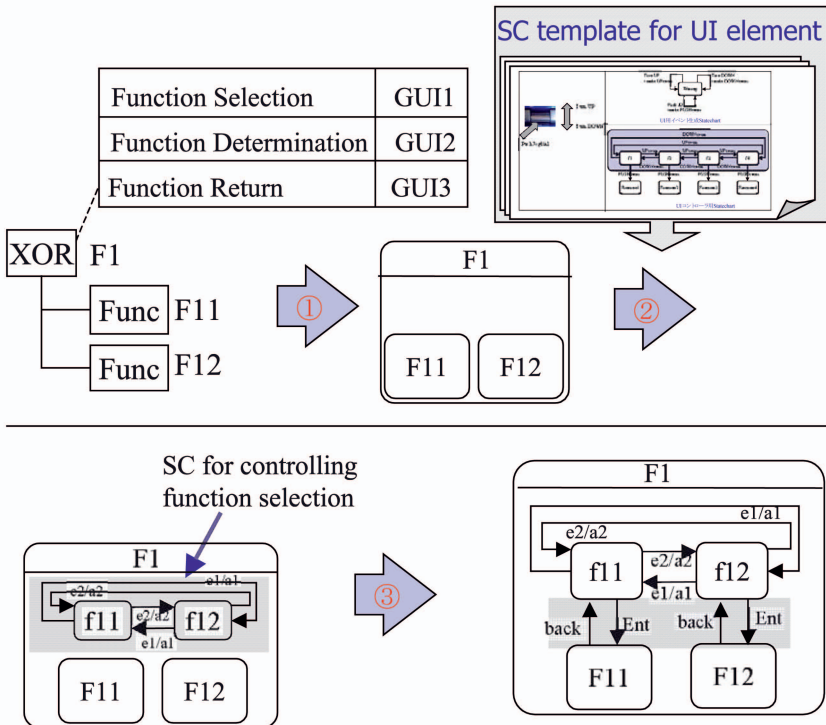 SC template for UI element
Function Selection GUI1
Function Determination GUI2
Function Return GUI3
XOR F1
Func F11
Func F12
①
F1
F11 F12
②
SC for controlling
function selection
F1
e1/a1
e2/a2
f11 e2/a2 f12
e1/a1
F11 F12
③
F1
e1/a1
e2/a2
e2/a2
f11 f12
e1/a1
back Ent back Ent
F11 F12